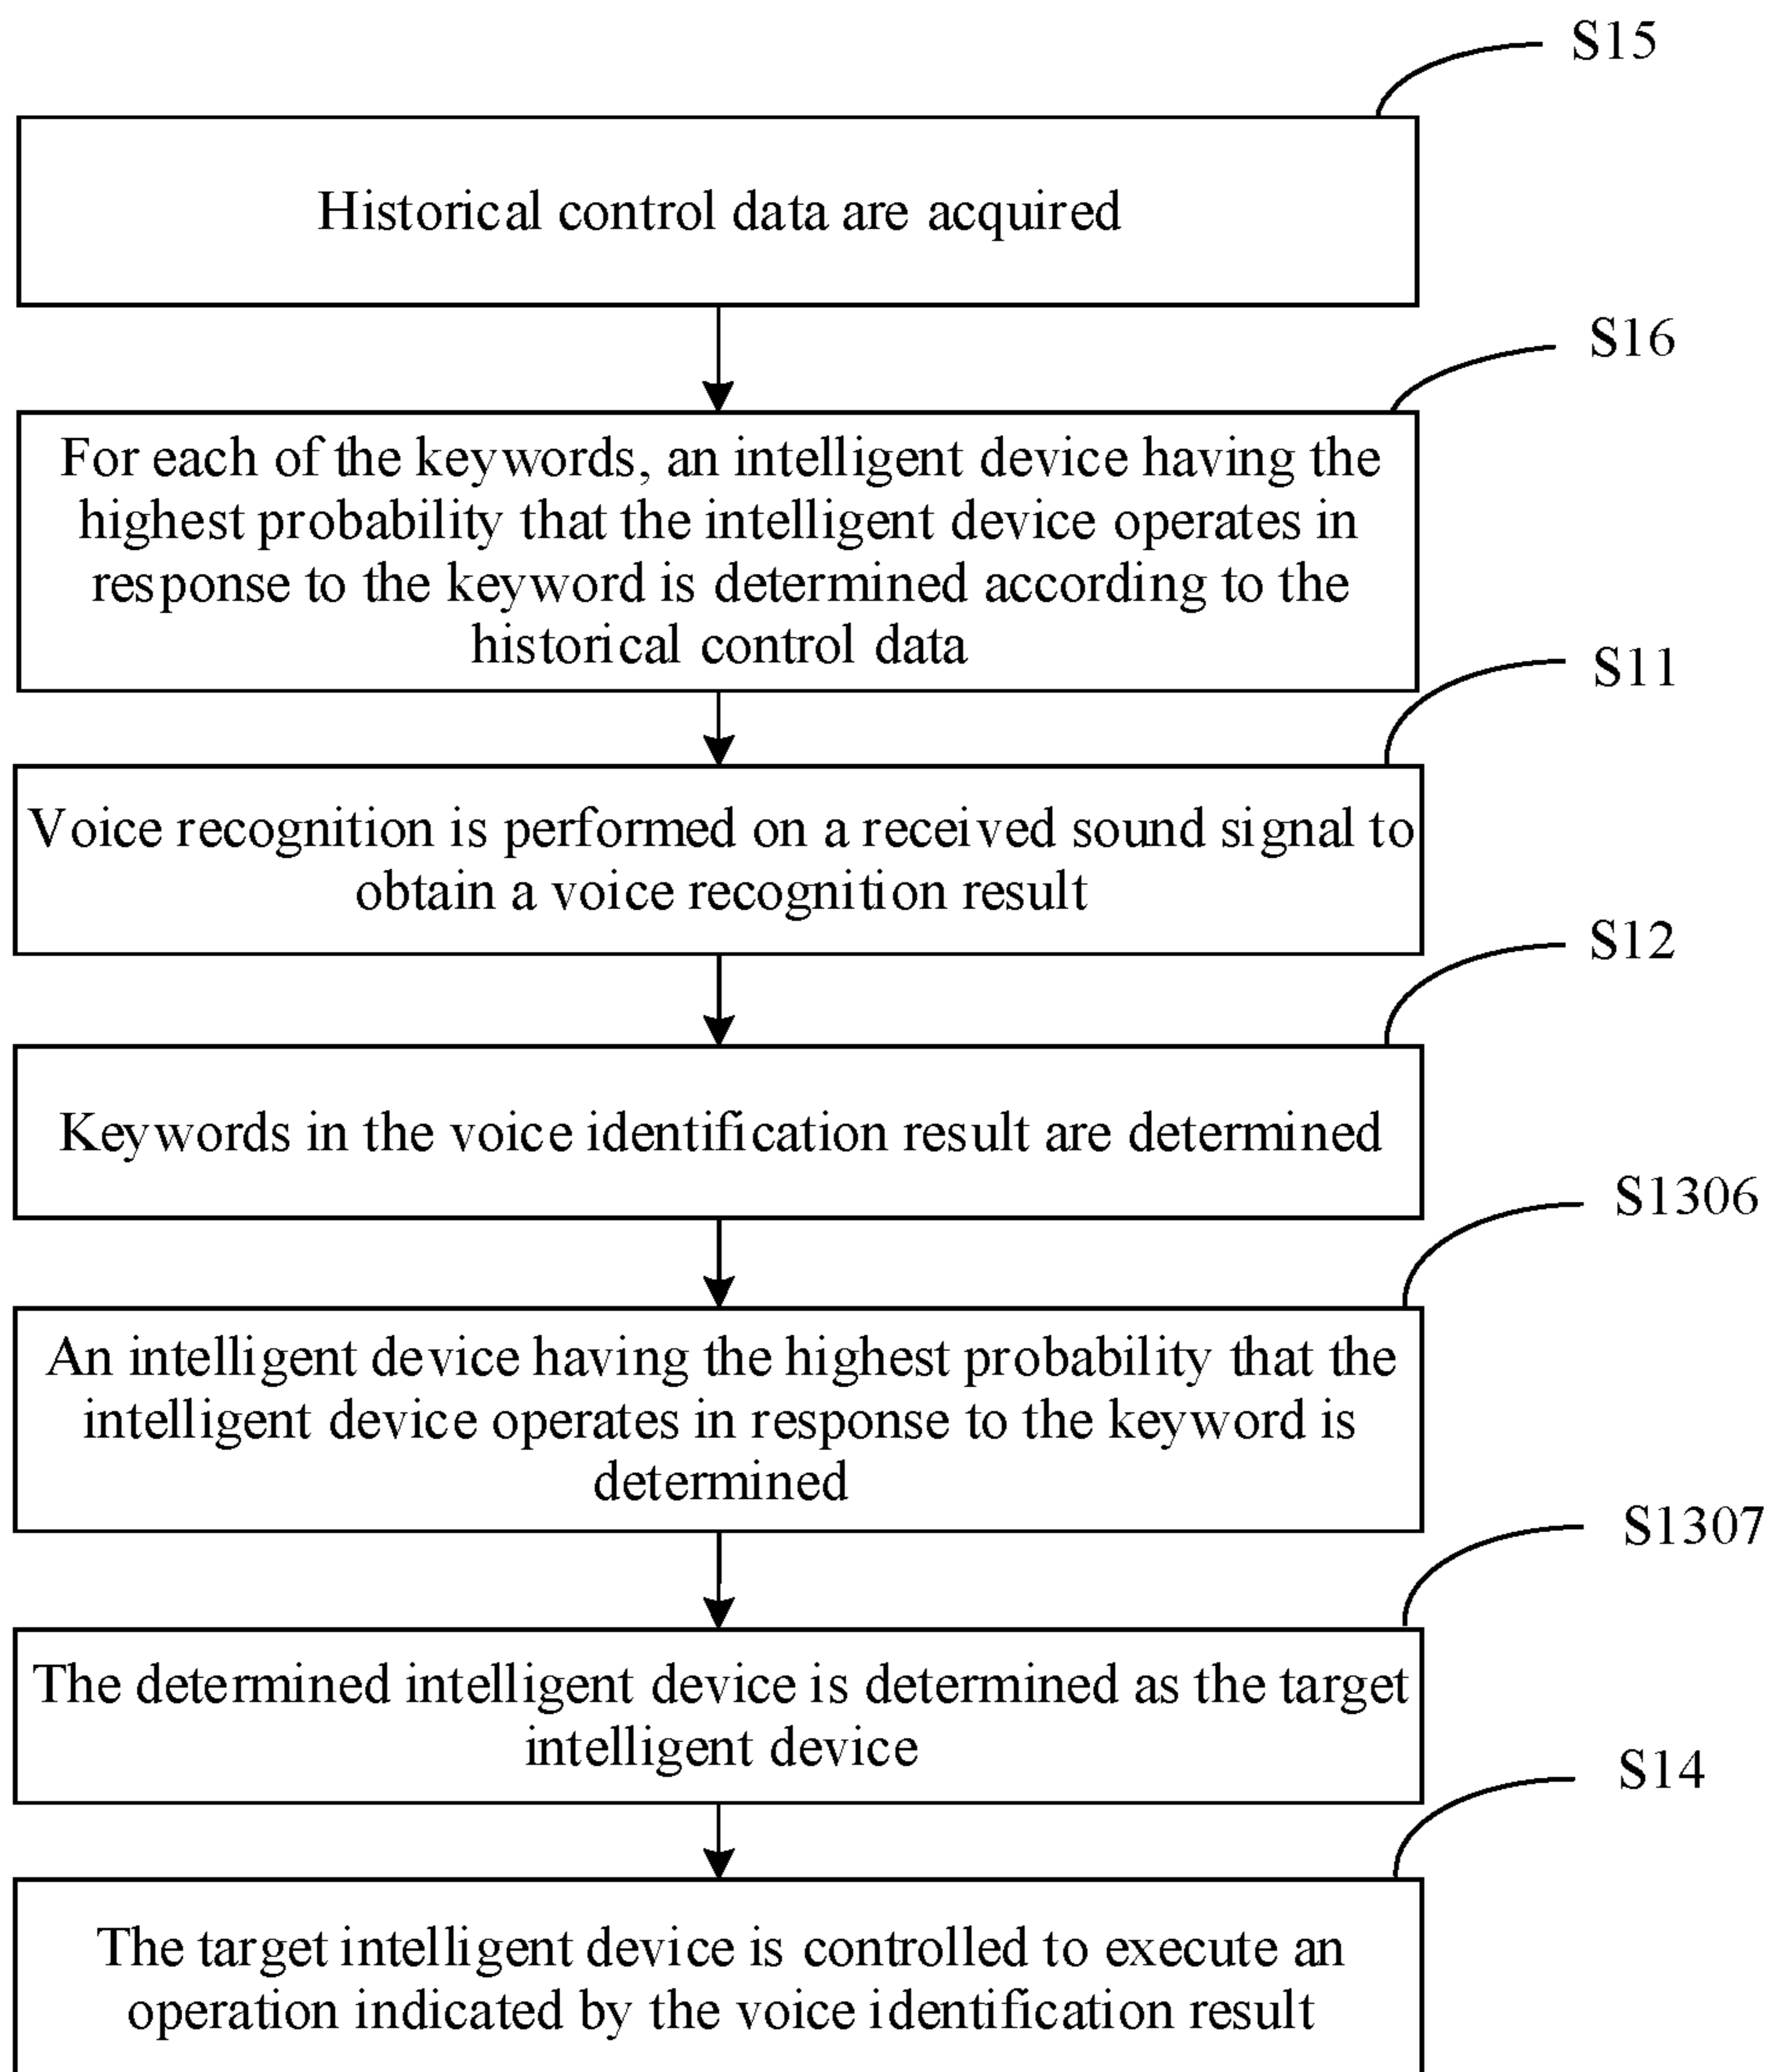 S15
Historical control data are acquired
S16
For each of the keywords, an intelligent device having the
highest probability that the intelligent device operates in
response to the keyword is determined according to the
historical control data
S11
Voice recognition is performed on a received sound signal to
obtain a voice recognition result
S12
Keywords in the voice identification result are determined
S1306
An intelligent device having the highest probability that the
intelligent device operates in response to the keyword is
determined
S1307
The determined intelligent device is determined as the target
intelligent device
S14
The target intelligent device is controlled to execute an
operation indicated by the voice identification result